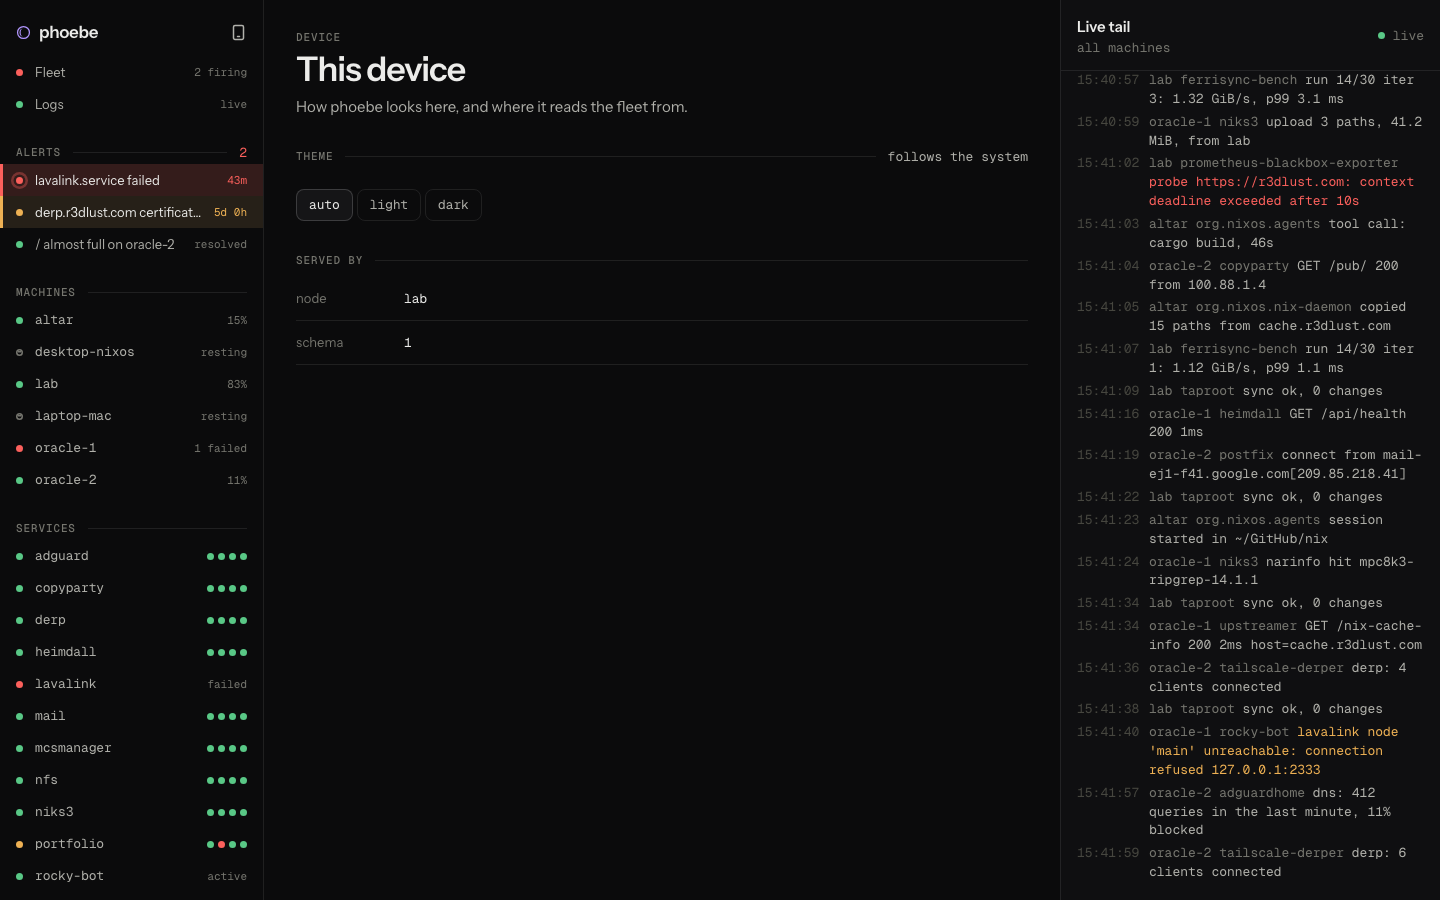 phoebe
Fleet 2 firing
Logs live
ALERTS 2
lavalink.service failed 43m
derp.r3dlust.com certificat… 5d 0h
/ almost full on oracle-2 resolved
MACHINES
altar 15%
desktop-nixos resting
lab 83%
laptop-mac resting
oracle-1 1 failed
oracle-2 11%
SERVICES
adguard
copyparty
derp
heimdall
lavalink failed
mail
mcsmanager
nfs
niks3
portfolio
rocky-bot active
DEVICE
This device
How phoebe looks here, and where it reads the fleet from.
THEME follows the system
auto light dark
SERVED BY
node lab
schema 1
Live tail
all machines
live
15:40:57 lab ferrisync-bench run 14/30 iter
3: 1.32 GiB/s, p99 3.1 ms
15:40:59 oracle-1 niks3 upload 3 paths, 41.2
MiB, from lab
15:41:02 lab prometheus-blackbox-exporter
probe https://r3dlust.com: context
deadline exceeded after 10s
15:41:03 altar org.nixos.agents tool call:
cargo build, 46s
15:41:04 oracle-2 copyparty GET /pub/ 200
from 100.88.1.4
15:41:05 altar org.nixos.nix-daemon copied
15 paths from cache.r3dlust.com
15:41:07 lab ferrisync-bench run 14/30 iter
1: 1.12 GiB/s, p99 1.1 ms
15:41:09 lab taproot sync ok, 0 changes
15:41:16 oracle-1 heimdall GET /api/health
200 1ms
15:41:19 oracle-2 postfix connect from mail-
ej1-f41.google.com[209.85.218.41]
15:41:22 lab taproot sync ok, 0 changes
15:41:23 altar org.nixos.agents session
started in ~/GitHub/nix
15:41:24 oracle-1 niks3 narinfo hit mpc8k3-
ripgrep-14.1.1
15:41:34 lab taproot sync ok, 0 changes
15:41:34 oracle-1 upstreamer GET /nix-cache-
info 200 2ms host=cache.r3dlust.com
15:41:36 oracle-2 tailscale-derper derp: 4
clients connected
15:41:38 lab taproot sync ok, 0 changes
15:41:40 oracle-1 rocky-bot lavalink node
'main' unreachable: connection
refused 127.0.0.1:2333
15:41:57 oracle-2 adguardhome dns: 412
queries in the last minute, 11%
blocked
15:41:59 oracle-2 tailscale-derper derp: 6
clients connected